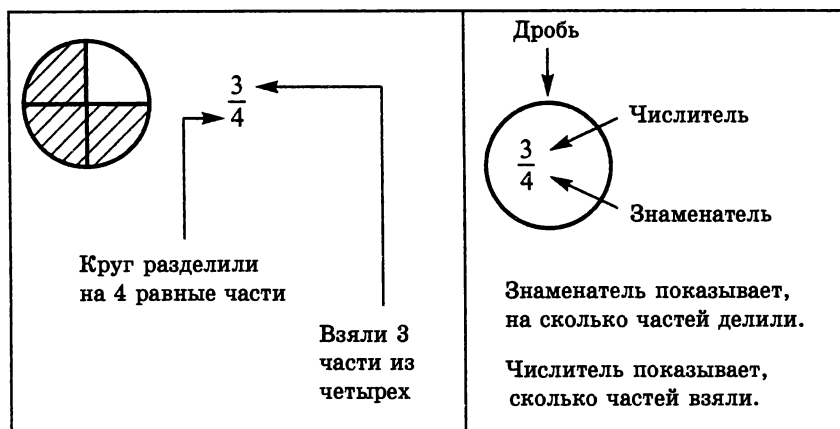 3
4
Круг разделили
на 4 равные части
Взяли 3
части из
четырех
Дробь
Числитель
3
4
Знаменатель
Знаменатель показывает,
на сколько частей делили.
Числитель показывает,
сколько частей взяли.